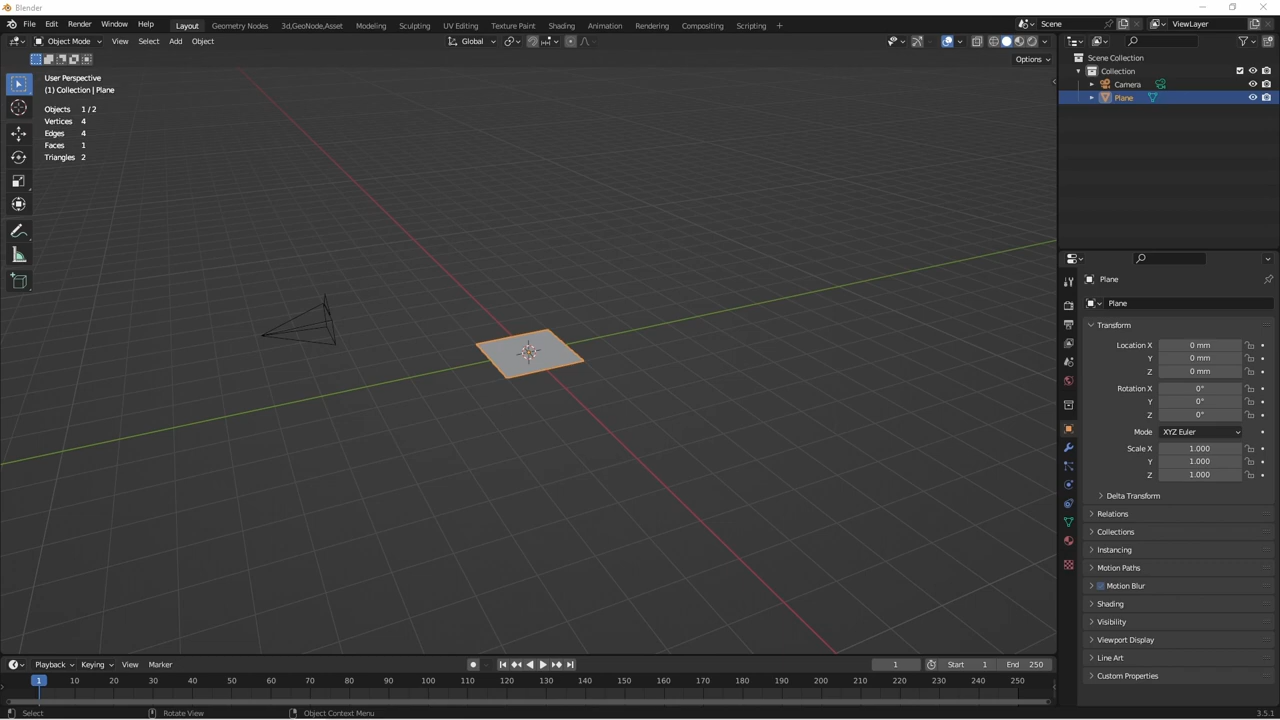 Blender
File Edit Render Window Help Layout Geometry Nodes 3d,GeoNode,Asset Modeling Sculpting UV Editing Texture Paint Shading Animation Rendering Compositing Scripting + Scene ViewLayer
Object Mode View Select Add Object Global
Options
User Perspective
(1) Collection | Plane
Objects 1/2
Vertices 4
Edges 4
Faces 1
Triangles 2
Scene Collection
Collection
Camera
Plane
Plane
Plane
Transform
Location X 0 mm
Y 0 mm
Z 0 mm
Rotation X 0°
Y 0°
Z 0°
Mode XYZ Euler
Scale X 1.000
Y 1.000
Z 1.000
Delta Transform
Relations
Collections
Instancing
Motion Paths
Motion Blur
Shading
Visibility
Viewport Display
Line Art
Custom Properties
Playback Keying View Marker 1 Start 1 End 250
1 10 20 30 40 50 60 70 80 90 100 110 120 130 140 150 160 170 180 190 200 210 220 230 240 250
Select Rotate View Object Context Menu 3.5.1